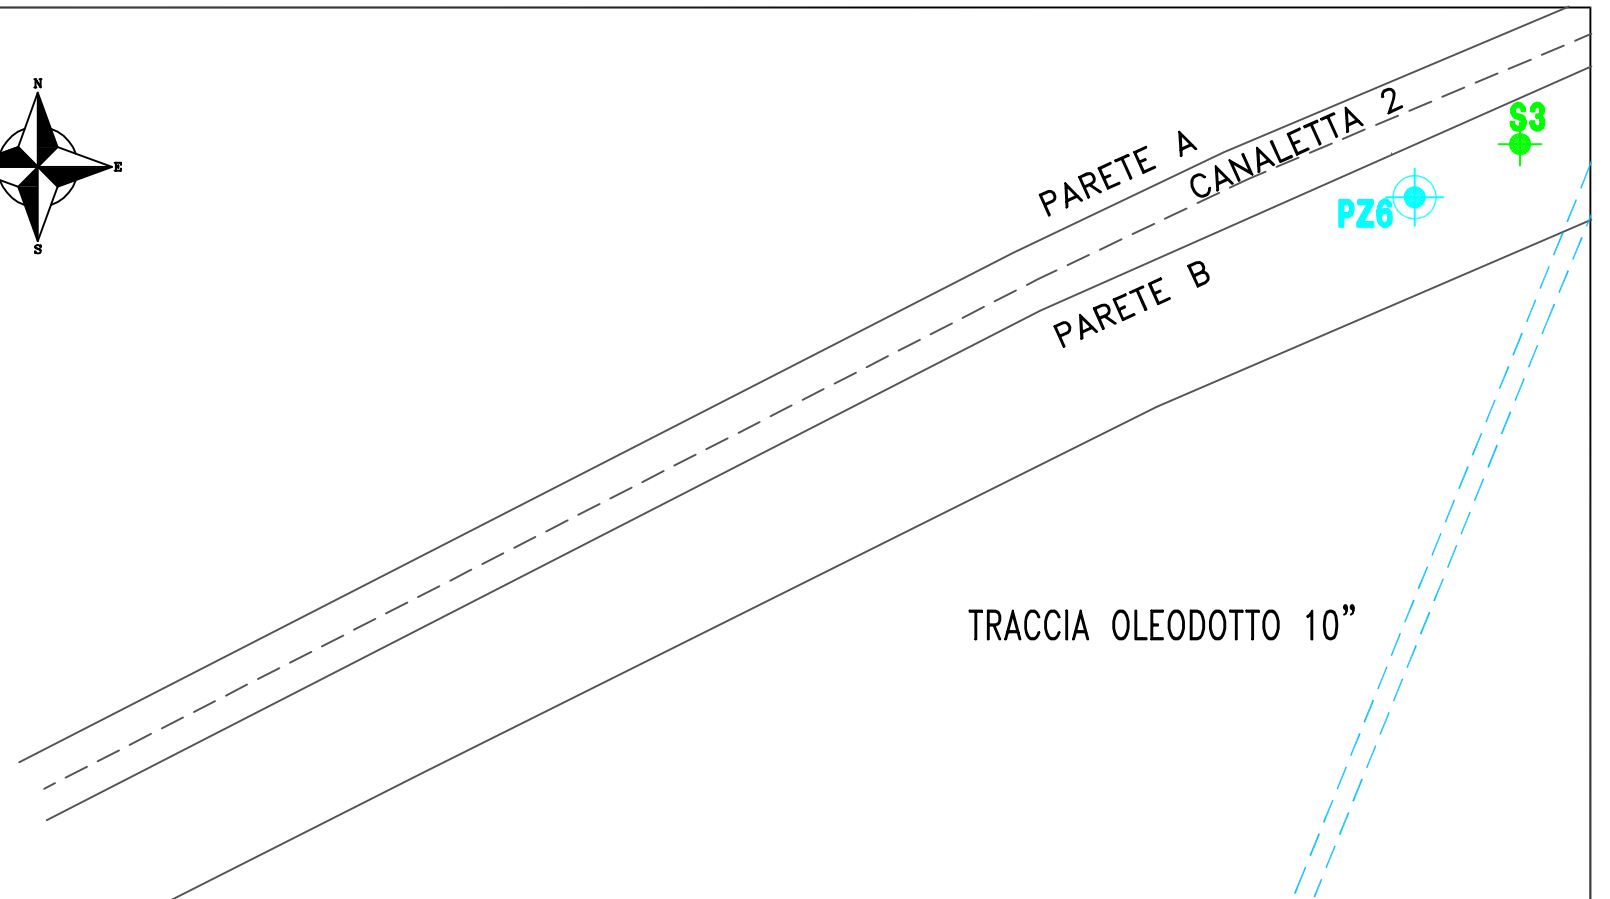 N
E
S
PARETE A
CANALETTA 2
S3
PZ6
PARETE B
TRACCIA OLEODOTTO 10”